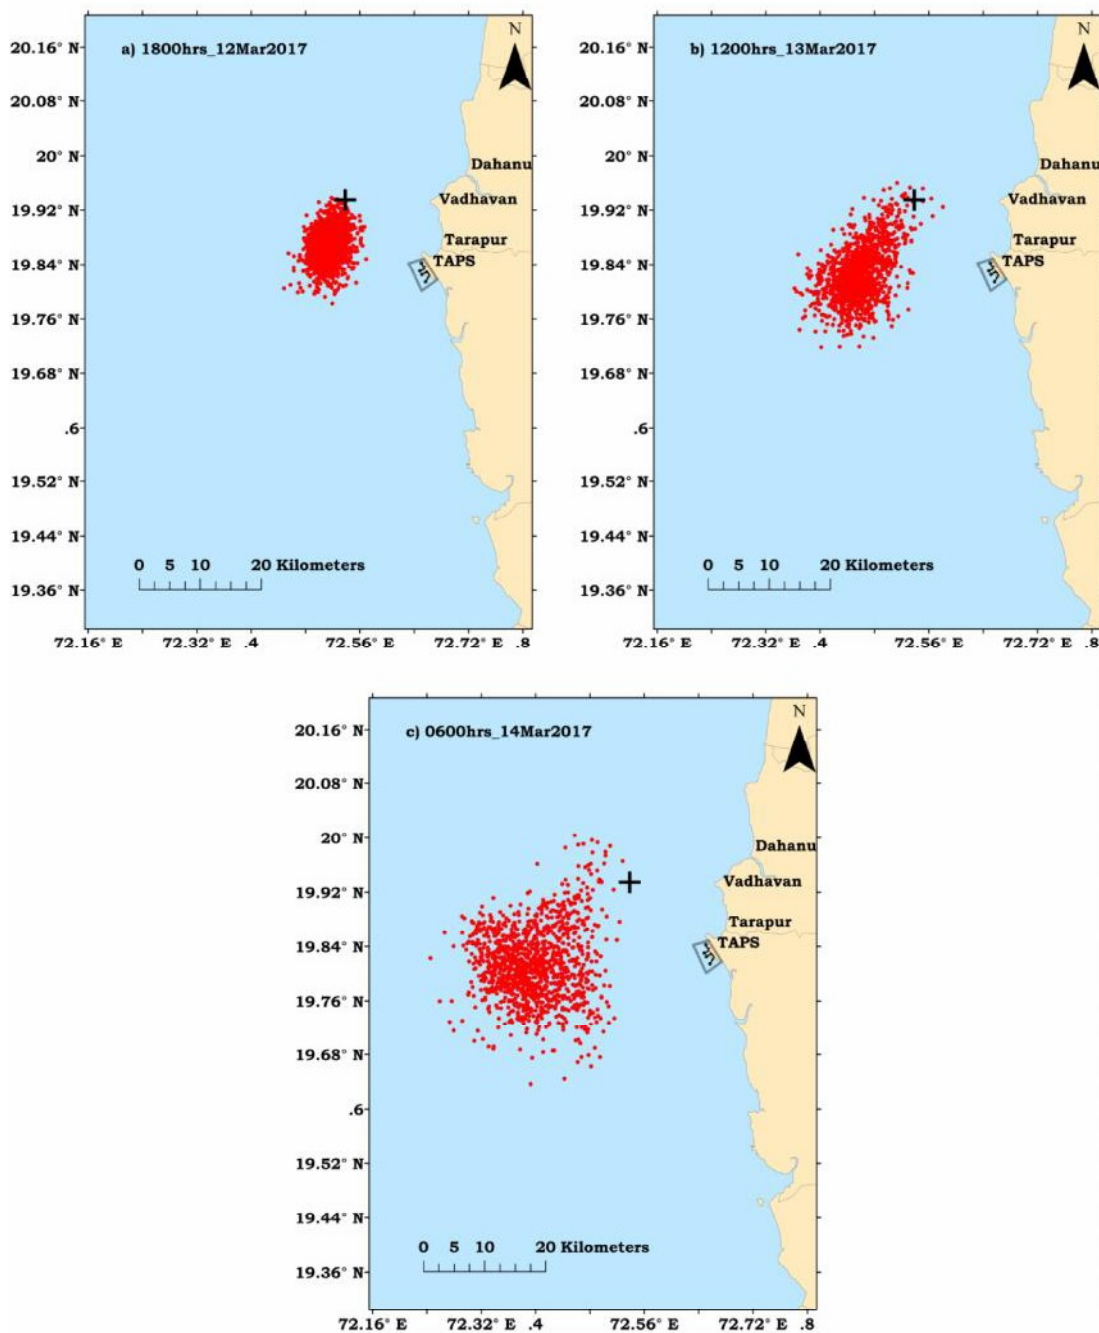 a) 1800hrs_12Mar2017
N
20.16° N
20.08° N
20° N
19.92° N
19.84° N
19.76° N
19.68° N
.6
19.52° N
19.44° N
19.36° N
Dahanu
Vadhavan
Tarapur
TAPS
0 5 10 20 Kilometers
72.16° E 72.32° E .4 72.56° E 72.72° E .8
b) 1200hrs_13Mar2017
N
20.16° N
20.08° N
20° N
19.92° N
19.84° N
19.76° N
19.68° N
.6
19.52° N
19.44° N
19.36° N
Dahanu
Vadhavan
Tarapur
TAPS
0 5 10 20 Kilometers
72.16° E 72.32° E .4 72.56° E 72.72° E .8
c) 0600hrs_14Mar2017
N
20.16° N
20.08° N
20° N
19.92° N
19.84° N
19.76° N
19.68° N
.6
19.52° N
19.44° N
19.36° N
Dahanu
Vadhavan
Tarapur
TAPS
0 5 10 20 Kilometers
72.16° E 72.32° E .4 72.56° E 72.72° E .8